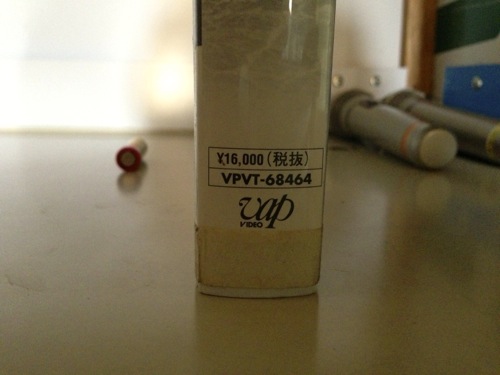 ¥16,000(税抜)
VPVT-68464
vap
VIDEO